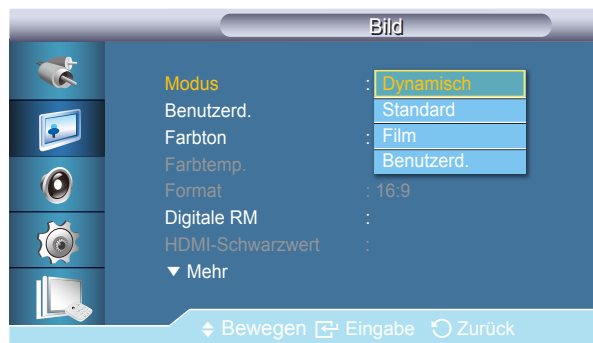 Bild
Modus : Dynamisch
Benutzerd. Standard
Farbton : Film
Farbtemp. Benutzerd.
Format : 16:9
Digitale RM :
HDMI-Schwarzwert :
▼ Mehr
Bewegen Eingabe Zurück